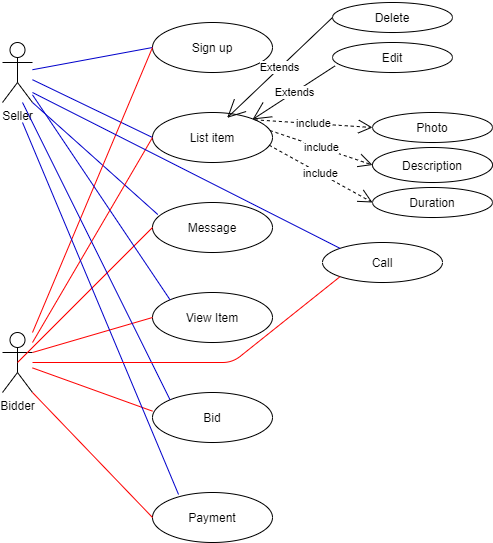 Delete
Sign up
Edit
Extends
Extends
Seller
List item
include
Photo
include
Description
include
Duration
Message
Call
View Item
Bidder
Bid
Payment